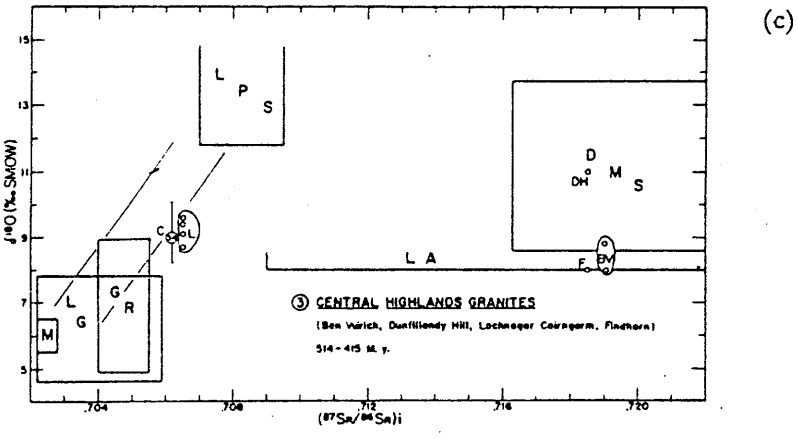 (c)
15
13
11
9
7
5
δ¹⁸O (‰ SMOW)
L
P
S
D
DH
M
S
C
L
L A
F
BV
L
G
G
R
M
③ CENTRAL HIGHLANDS GRANITES
(Ben Vuirich, Dunfillandy Hill, Lochnagar Cairngorm, Findhorn)
514-415 M. y.
.704 .708 .712 .716 .720
(⁸⁷Sr/⁸⁶Sr)i